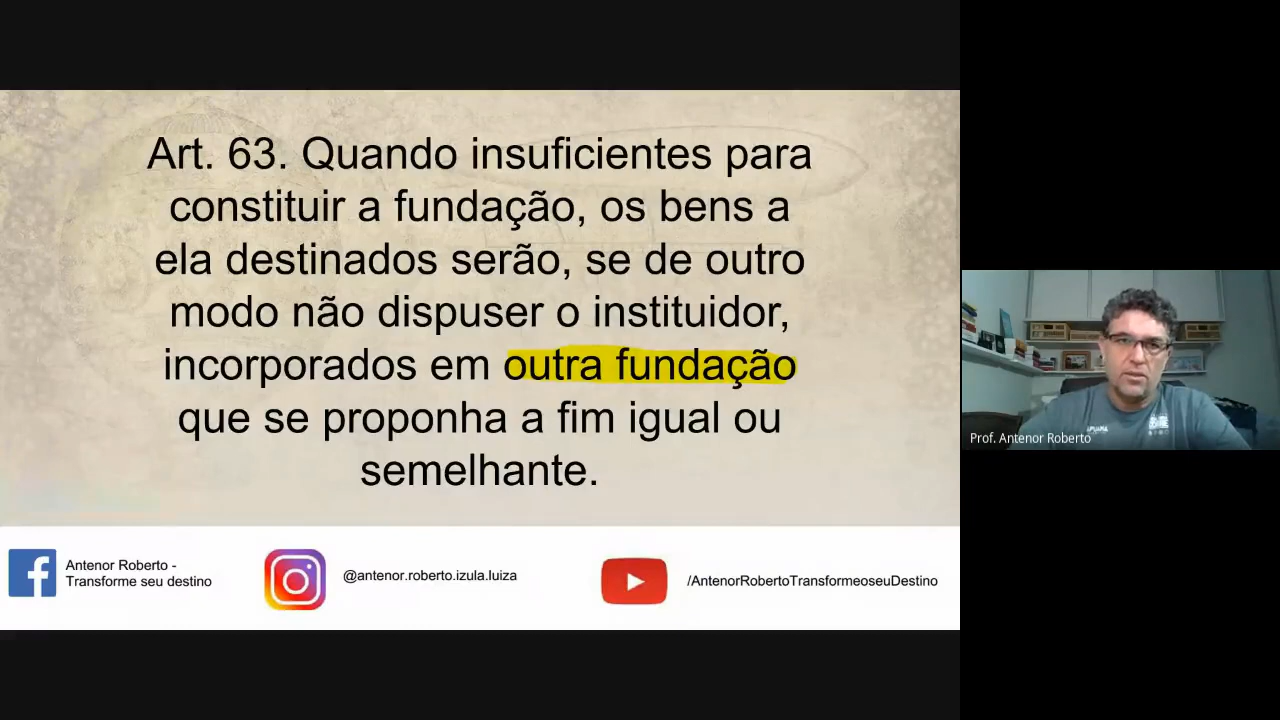 Art. 63. Quando insuficientes para
constituir a fundação, os bens a
ela destinados serão, se de outro
modo não dispuser o instituidor,
incorporados em outra fundação
que se proponha a fim igual ou
semelhante.
Antenor Roberto -
Transforme seu destino
@antenor.roberto.izula.luiza
/AntenorRobertoTransformeoseuDestino
Prof. Antenor Roberto